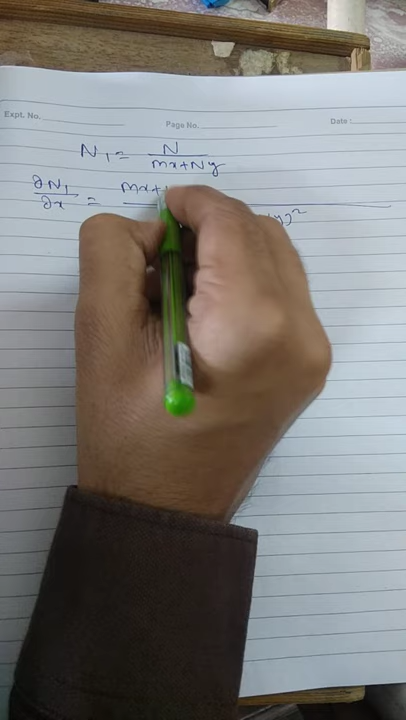 Expt. No.
Page No.
Date :
N₁ = N / mx+Ny
∂N₁ / ∂x = mx+
y)²